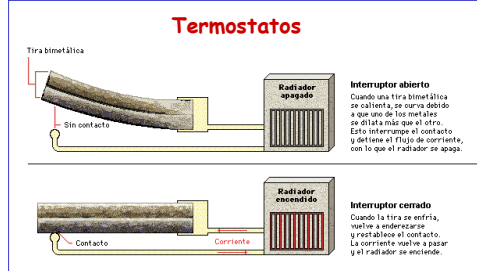 Termostatos
Tira bimetálica
Sin contacto
Radiador
apagado
Interruptor abierto
Cuando una tira bimetálica
se calienta, se curva debido
a que uno de los metales
se dilata más que el otro.
Esto interrumpe el contacto
y detiene el flujo de corriente,
con lo que el radiador se apaga.
Contacto
Corriente
Radiador
encendido
Interruptor cerrado
Cuando la tira se enfría,
vuelve a enderezarse
y restablece el contacto.
La corriente vuelve a pasar
y el radiador se enciende.